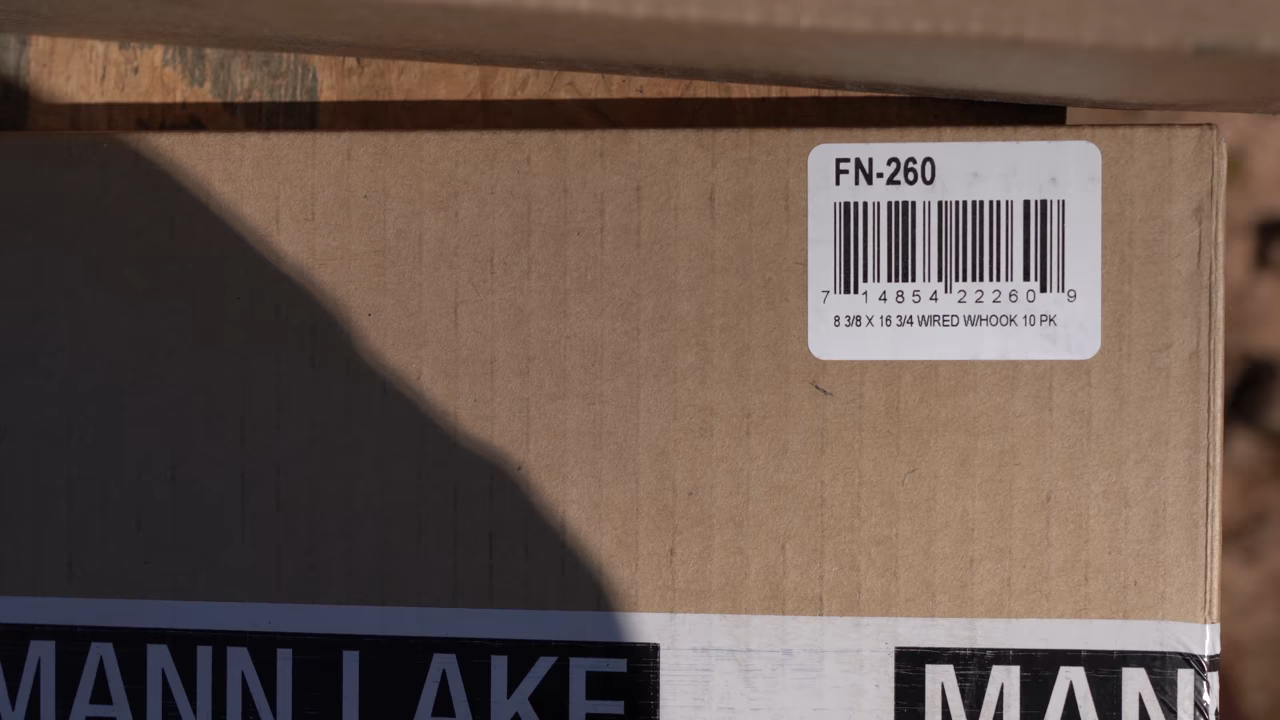 FN-260
7 14854 22260 9
8 3/8 X 16 3/4 WIRED W/HOOK 10 PK
MANN LAKE
MAN